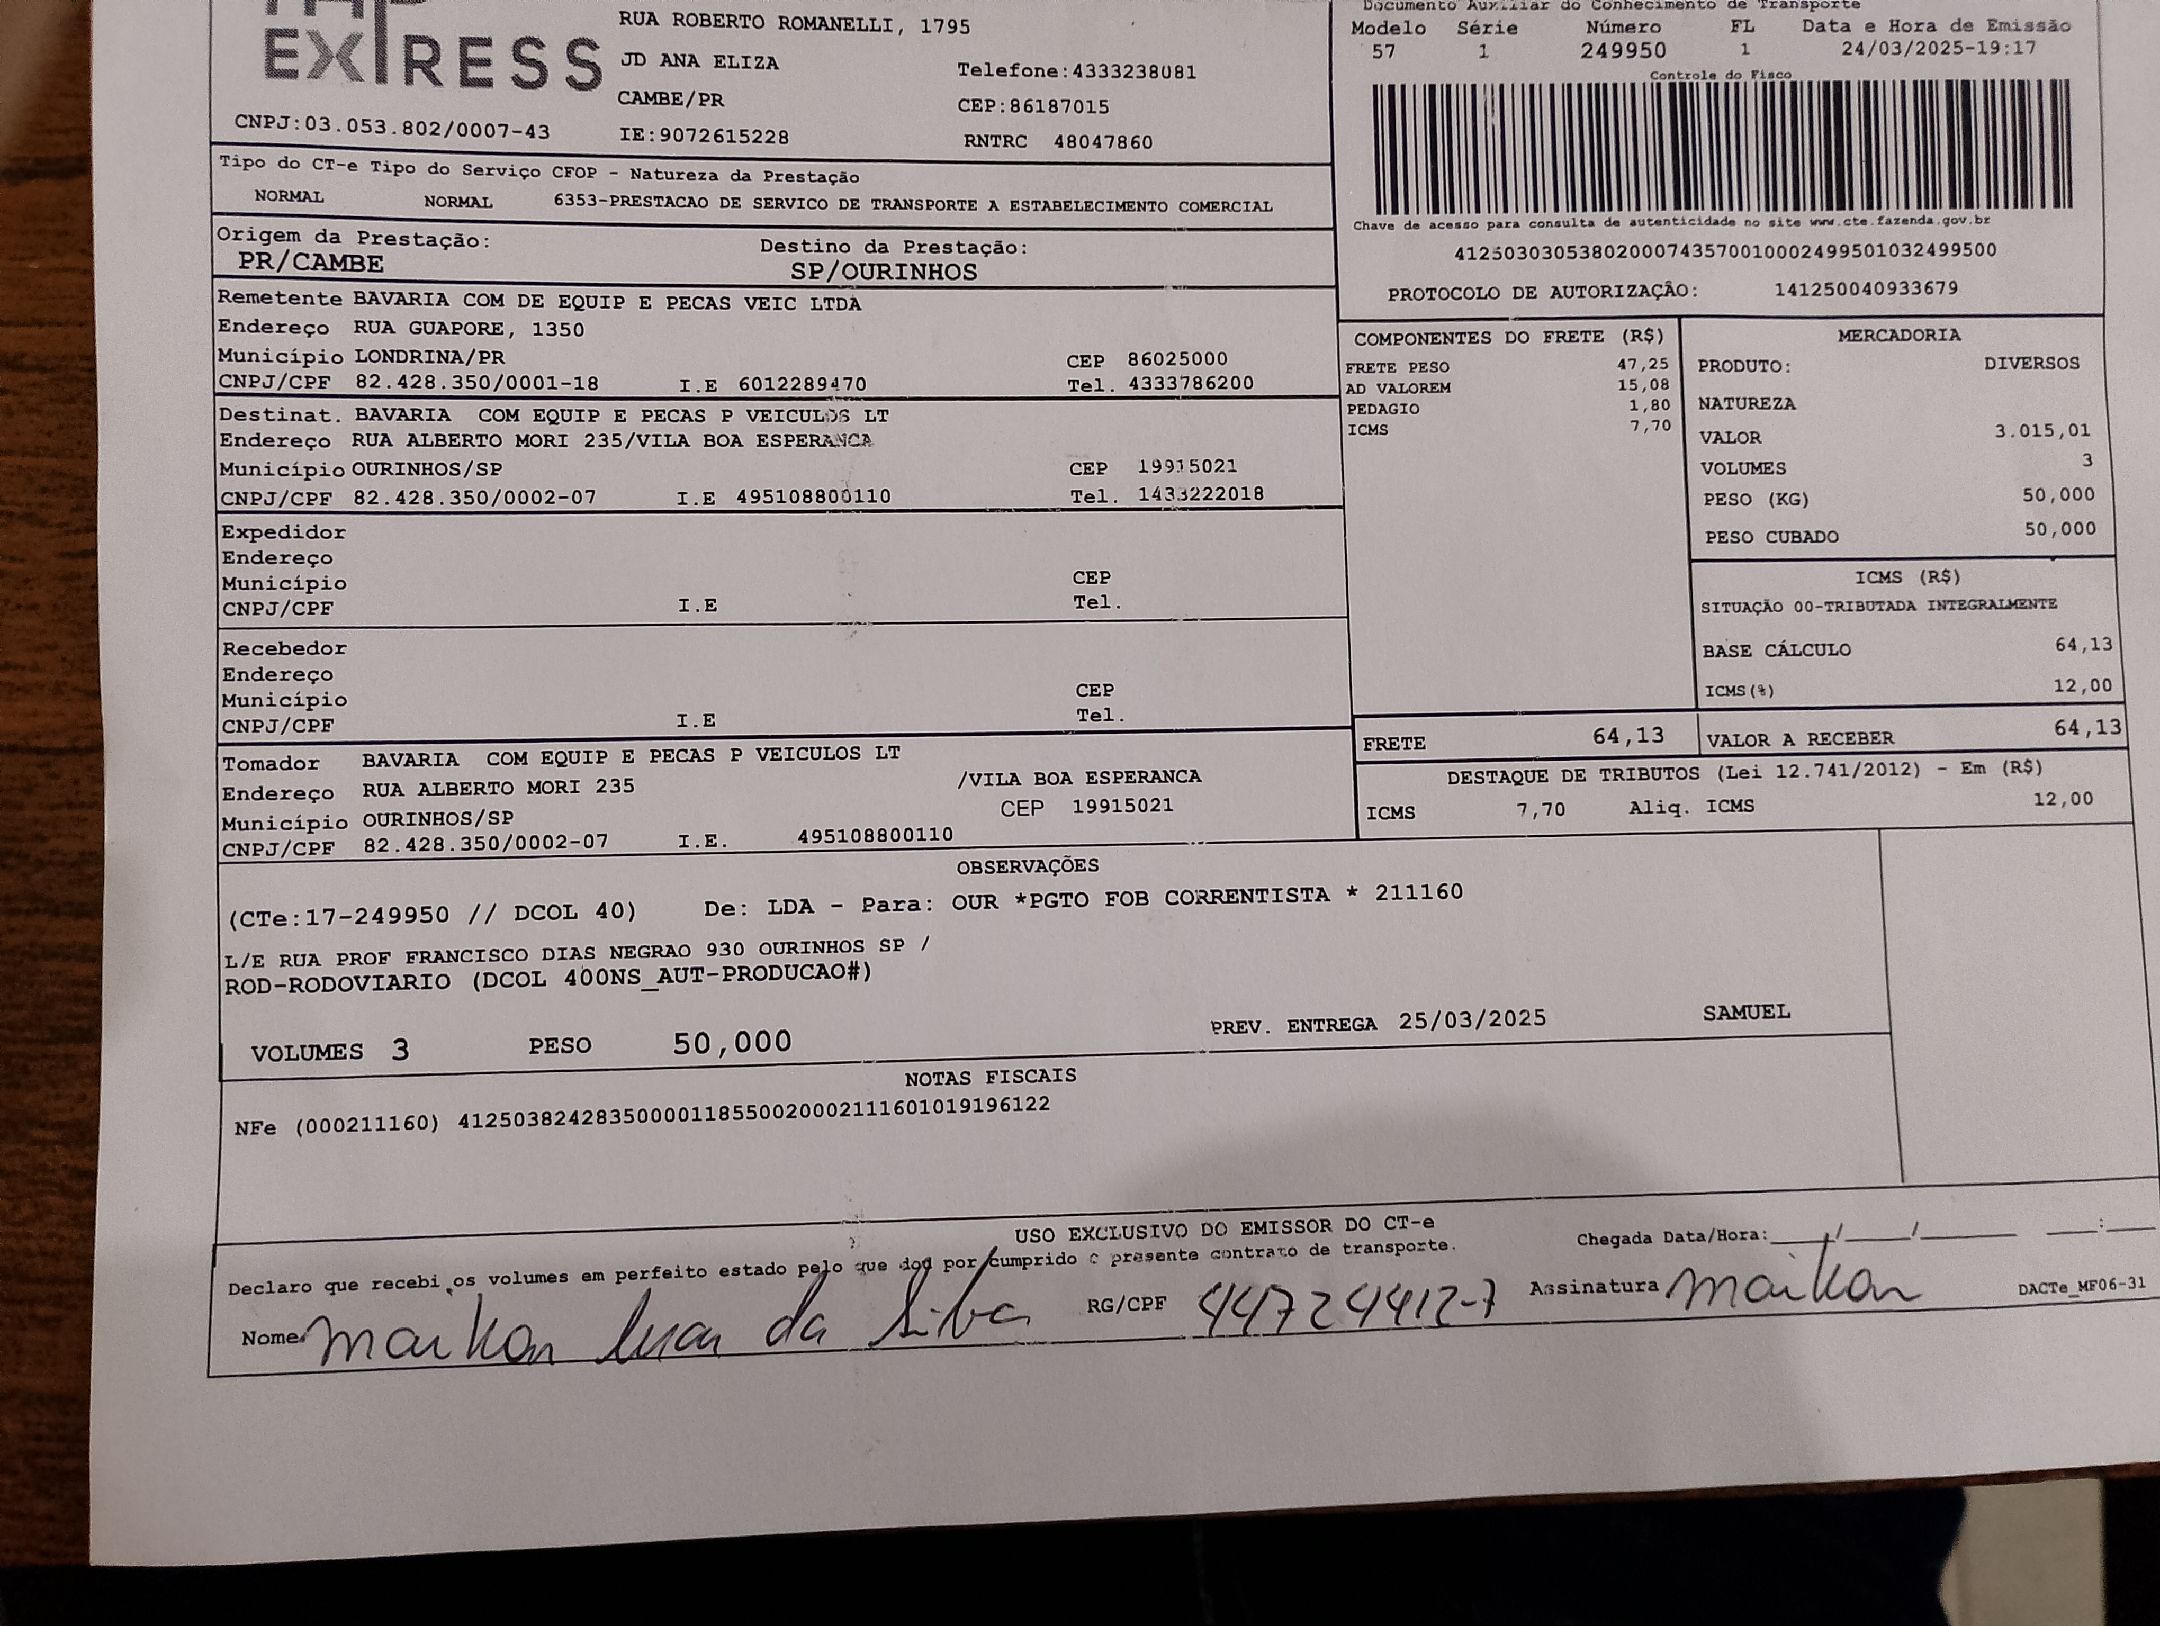 EXPRESS
RUA ROBERTO ROMANELLI, 1795
JD ANA ELIZA
Telefone:4333238081
CAMBE/PR
CEP:86187015
CNPJ:03.053.802/0007-43
IE:9072615228
RNTRC 48047860
Documento Auxiliar do Conhecimento de Transporte
Modelo Série Número FL Data e Hora de Emissão
57 1 249950 1 24/03/2025-19:17
Controle do Fisco
Chave de acesso para consulta de autenticidade no site www.cte.fazenda.gov.br
41250303053802000743570010002499501032499500
PROTOCOLO DE AUTORIZAÇÃO: 141250040933679
Tipo do CT-e Tipo do Serviço CFOP - Natureza da Prestação
NORMAL NORMAL 6353-PRESTACAO DE SERVICO DE TRANSPORTE A ESTABELECIMENTO COMERCIAL
Origem da Prestação: Destino da Prestação:
PR/CAMBE SP/OURINHOS
Remetente BAVARIA COM DE EQUIP E PECAS VEIC LTDA
Endereço RUA GUAPORE, 1350
Município LONDRINA/PR CEP 86025000
CNPJ/CPF 82.428.350/0001-18 I.E 6012289470 Tel. 4333786200
Destinat. BAVARIA COM EQUIP E PECAS P VEICULOS LT
Endereço RUA ALBERTO MORI 235/VILA BOA ESPERANCA
Município OURINHOS/SP CEP 19915021
CNPJ/CPF 82.428.350/0002-07 I.E 495108800110 Tel. 1433222018
Expedidor
Endereço
Município CEP
CNPJ/CPF I.E Tel.
Recebedor
Endereço
Município CEP
CNPJ/CPF I.E Tel.
Tomador BAVARIA COM EQUIP E PECAS P VEICULOS LT
Endereço RUA ALBERTO MORI 235 /VILA BOA ESPERANCA
Município OURINHOS/SP CEP 19915021
CNPJ/CPF 82.428.350/0002-07 I.E. 495108800110
COMPONENTES DO FRETE (R$)
FRETE PESO 47,25
AD VALOREM 15,08
PEDAGIO 1,80
ICMS 7,70
MERCADORIA
PRODUTO: DIVERSOS
NATUREZA
VALOR 3.015,01
VOLUMES 3
PESO (KG) 50,000
PESO CUBADO 50,000
ICMS (R$)
SITUAÇÃO 00-TRIBUTADA INTEGRALMENTE
BASE CÁLCULO 64,13
ICMS(%) 12,00
FRETE 64,13 VALOR A RECEBER 64,13
DESTAQUE DE TRIBUTOS (Lei 12.741/2012) - Em (R$)
ICMS 7,70 Aliq. ICMS 12,00
OBSERVAÇÕES
(CTe:17-249950 // DCOL 40) De: LDA - Para: OUR *PGTO FOB CORRENTISTA * 211160
L/E RUA PROF FRANCISCO DIAS NEGRAO 930 OURINHOS SP /
ROD-RODOVIARIO (DCOL 400NS_AUT-PRODUCAO#)
VOLUMES 3 PESO 50,000 PREV. ENTREGA 25/03/2025 SAMUEL
NOTAS FISCAIS
NFe (000211160) 41250382428350000118550020002111601019196122
USO EXCLUSIVO DO EMISSOR DO CT-e
Declaro que recebi os volumes em perfeito estado pelo que dou por cumprido o presente contrato de transporte.
Chegada Data/Hora:____/____/______ ___:___
Nome maikon luan da Silva RG/CPF 44724412-7 Assinatura maikon
DACTe_MF06-31